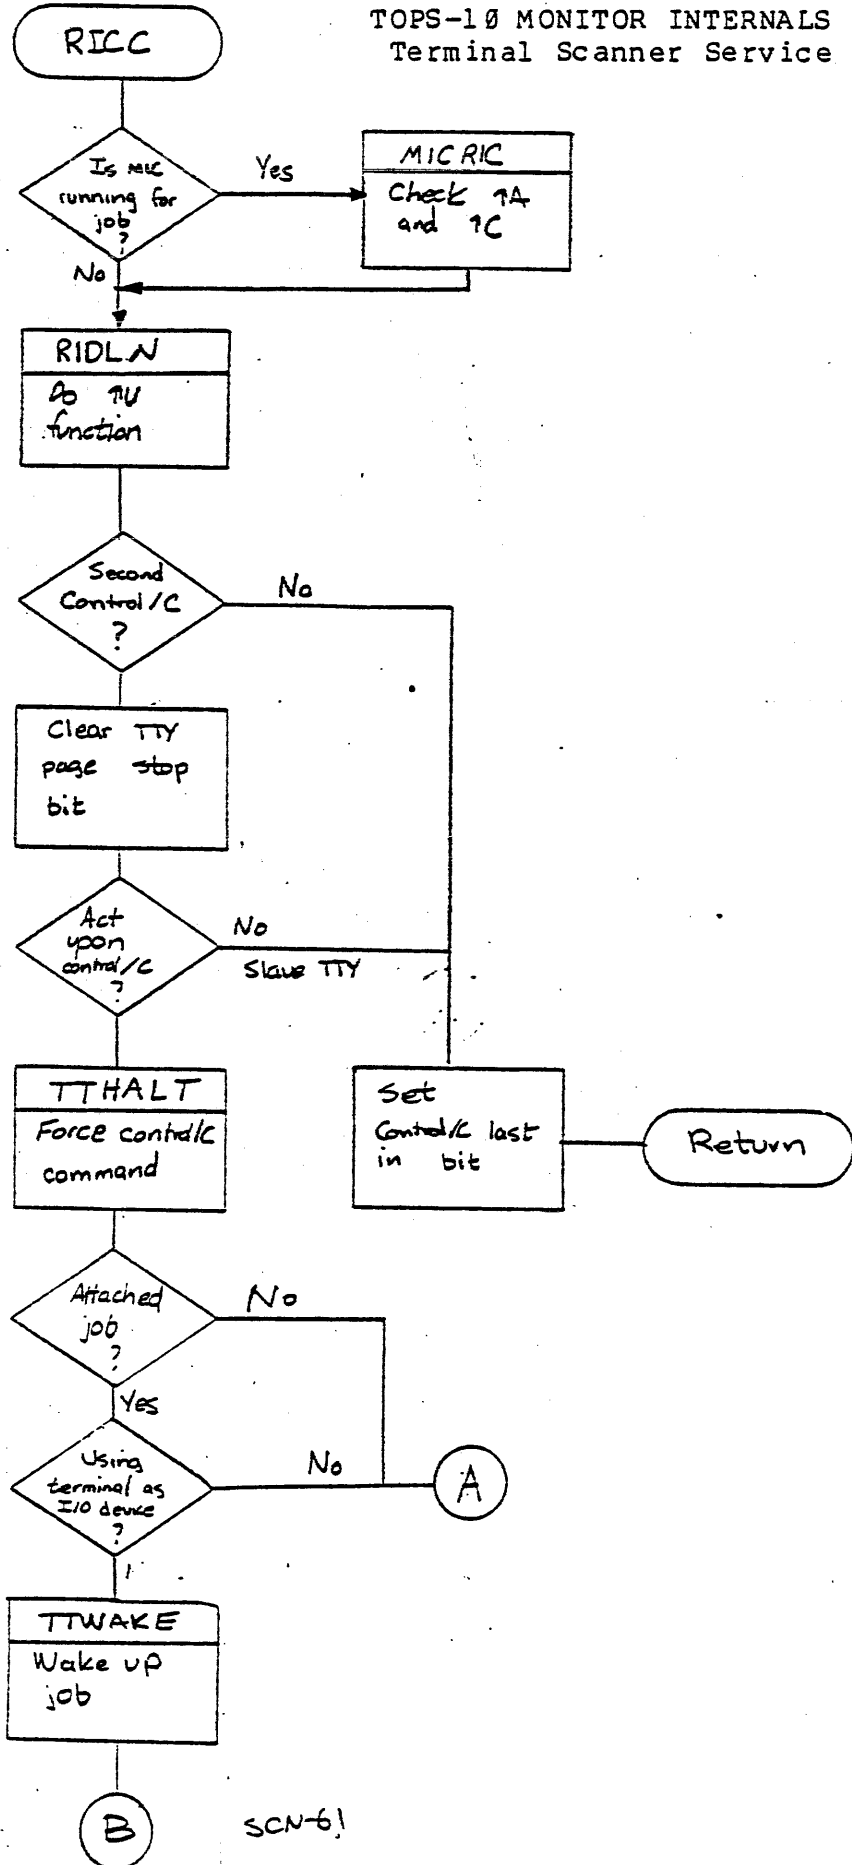 TOPS-10 MONITOR INTERNALS
Terminal Scanner Service
RICC
Is MIC
running for
job
?
Yes
MICRIC
Check ↑A
and ↑C
No
RIDLN
Do ↑U
function
Second
Control/C
?
No
Clear TTY
page stop
bit
Act
upon
control/C
?
No
Slave TTY
TTHALT
Force control/C
command
Set
Control/C last
in bit
Return
Attached
job
?
No
Yes
Using
terminal as
I/O device
?
No
A
TTWAKE
Wake up
job
B